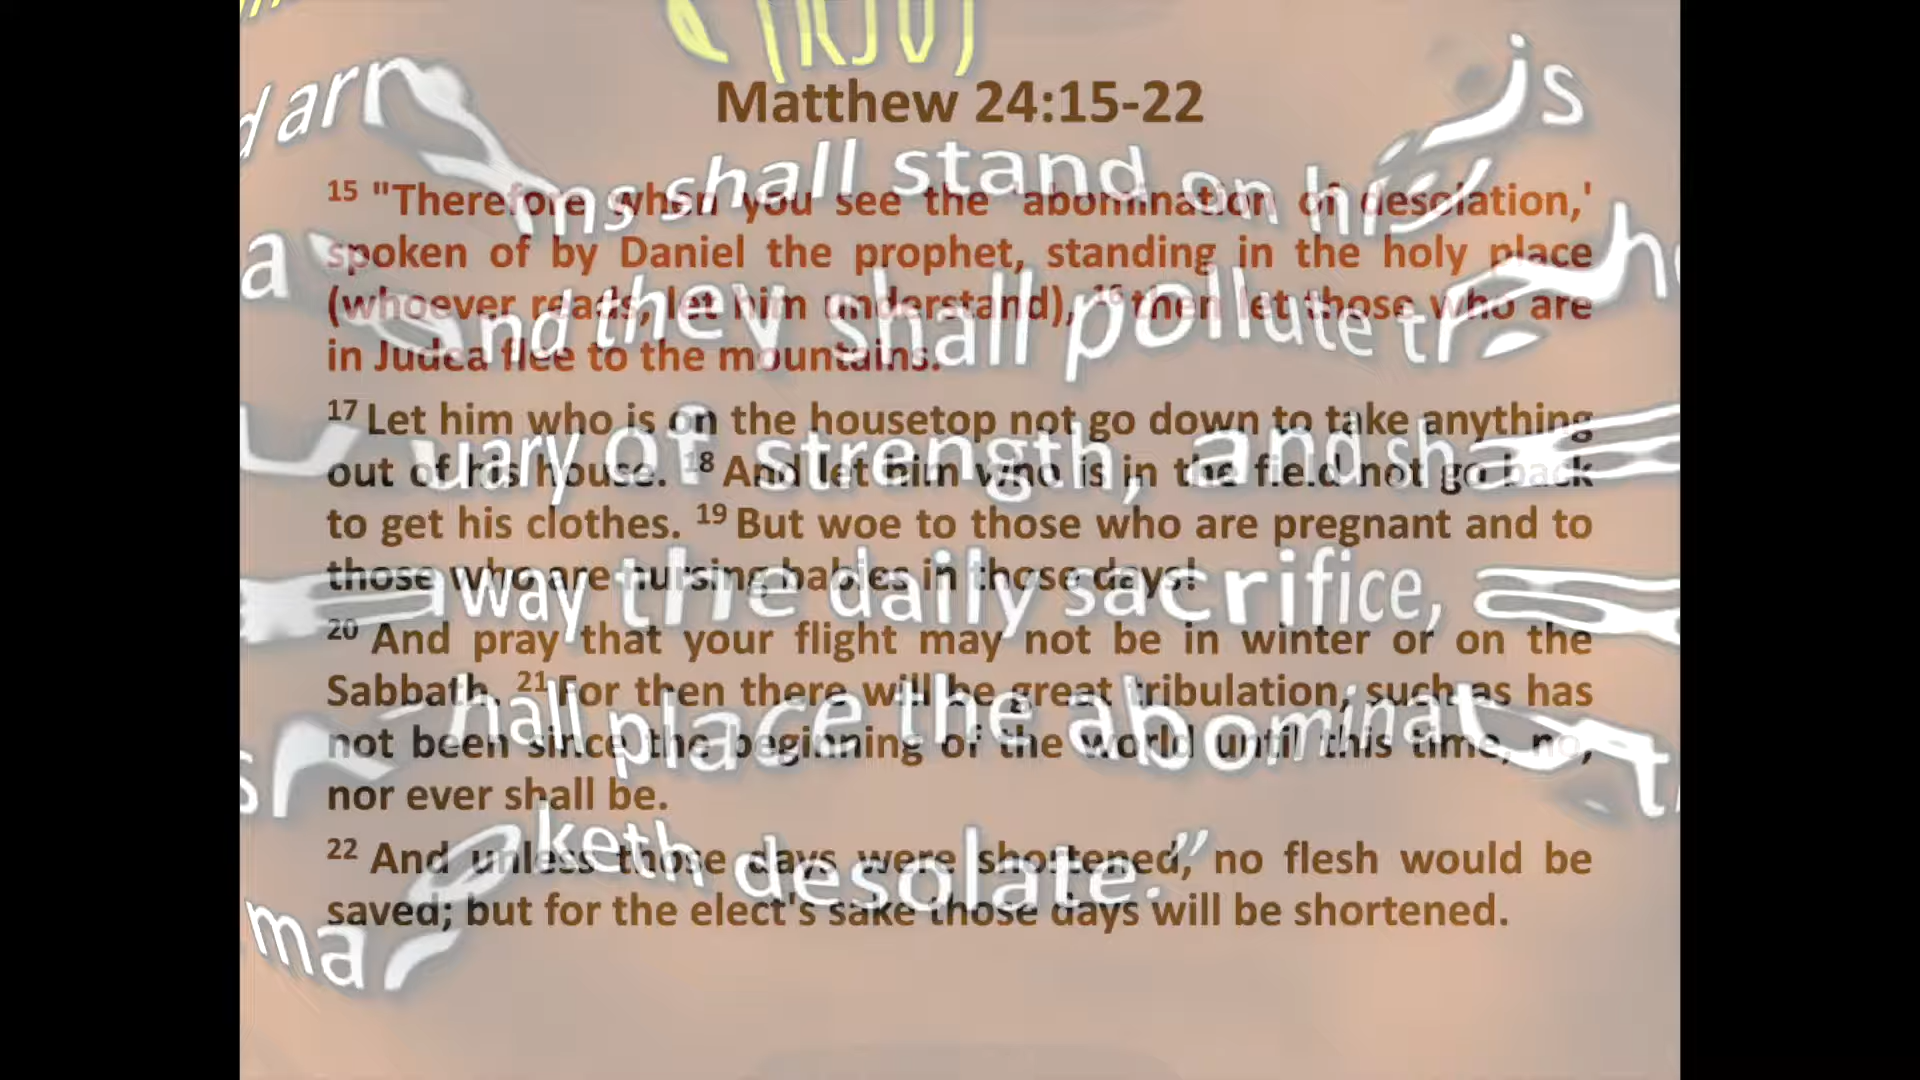 (KJV)
Matthew 24:15-22
15 "Therefore when you see the 'abomination of desolation,'
spoken of by Daniel the prophet, standing in the holy place
(whoever reads, let him understand), 16 then let those who are
in Judea flee to the mountains.
17 Let him who is on the housetop not go down to take anything
out of his house. 18 And let him who is in the field not go back
to get his clothes. 19 But woe to those who are pregnant and to
those who are nursing babies in those days!
20 And pray that your flight may not be in winter or on the
Sabbath. 21 For then there will be great tribulation, such as has
not been since the beginning of the world until this time, no,
nor ever shall be.
22 And unless those days were shortened, no flesh would be
saved; but for the elect's sake those days will be shortened.
shall stand on his
and they shall pollute
of strength, and
away the daily sacrifice,
shall place the
maketh desolate."